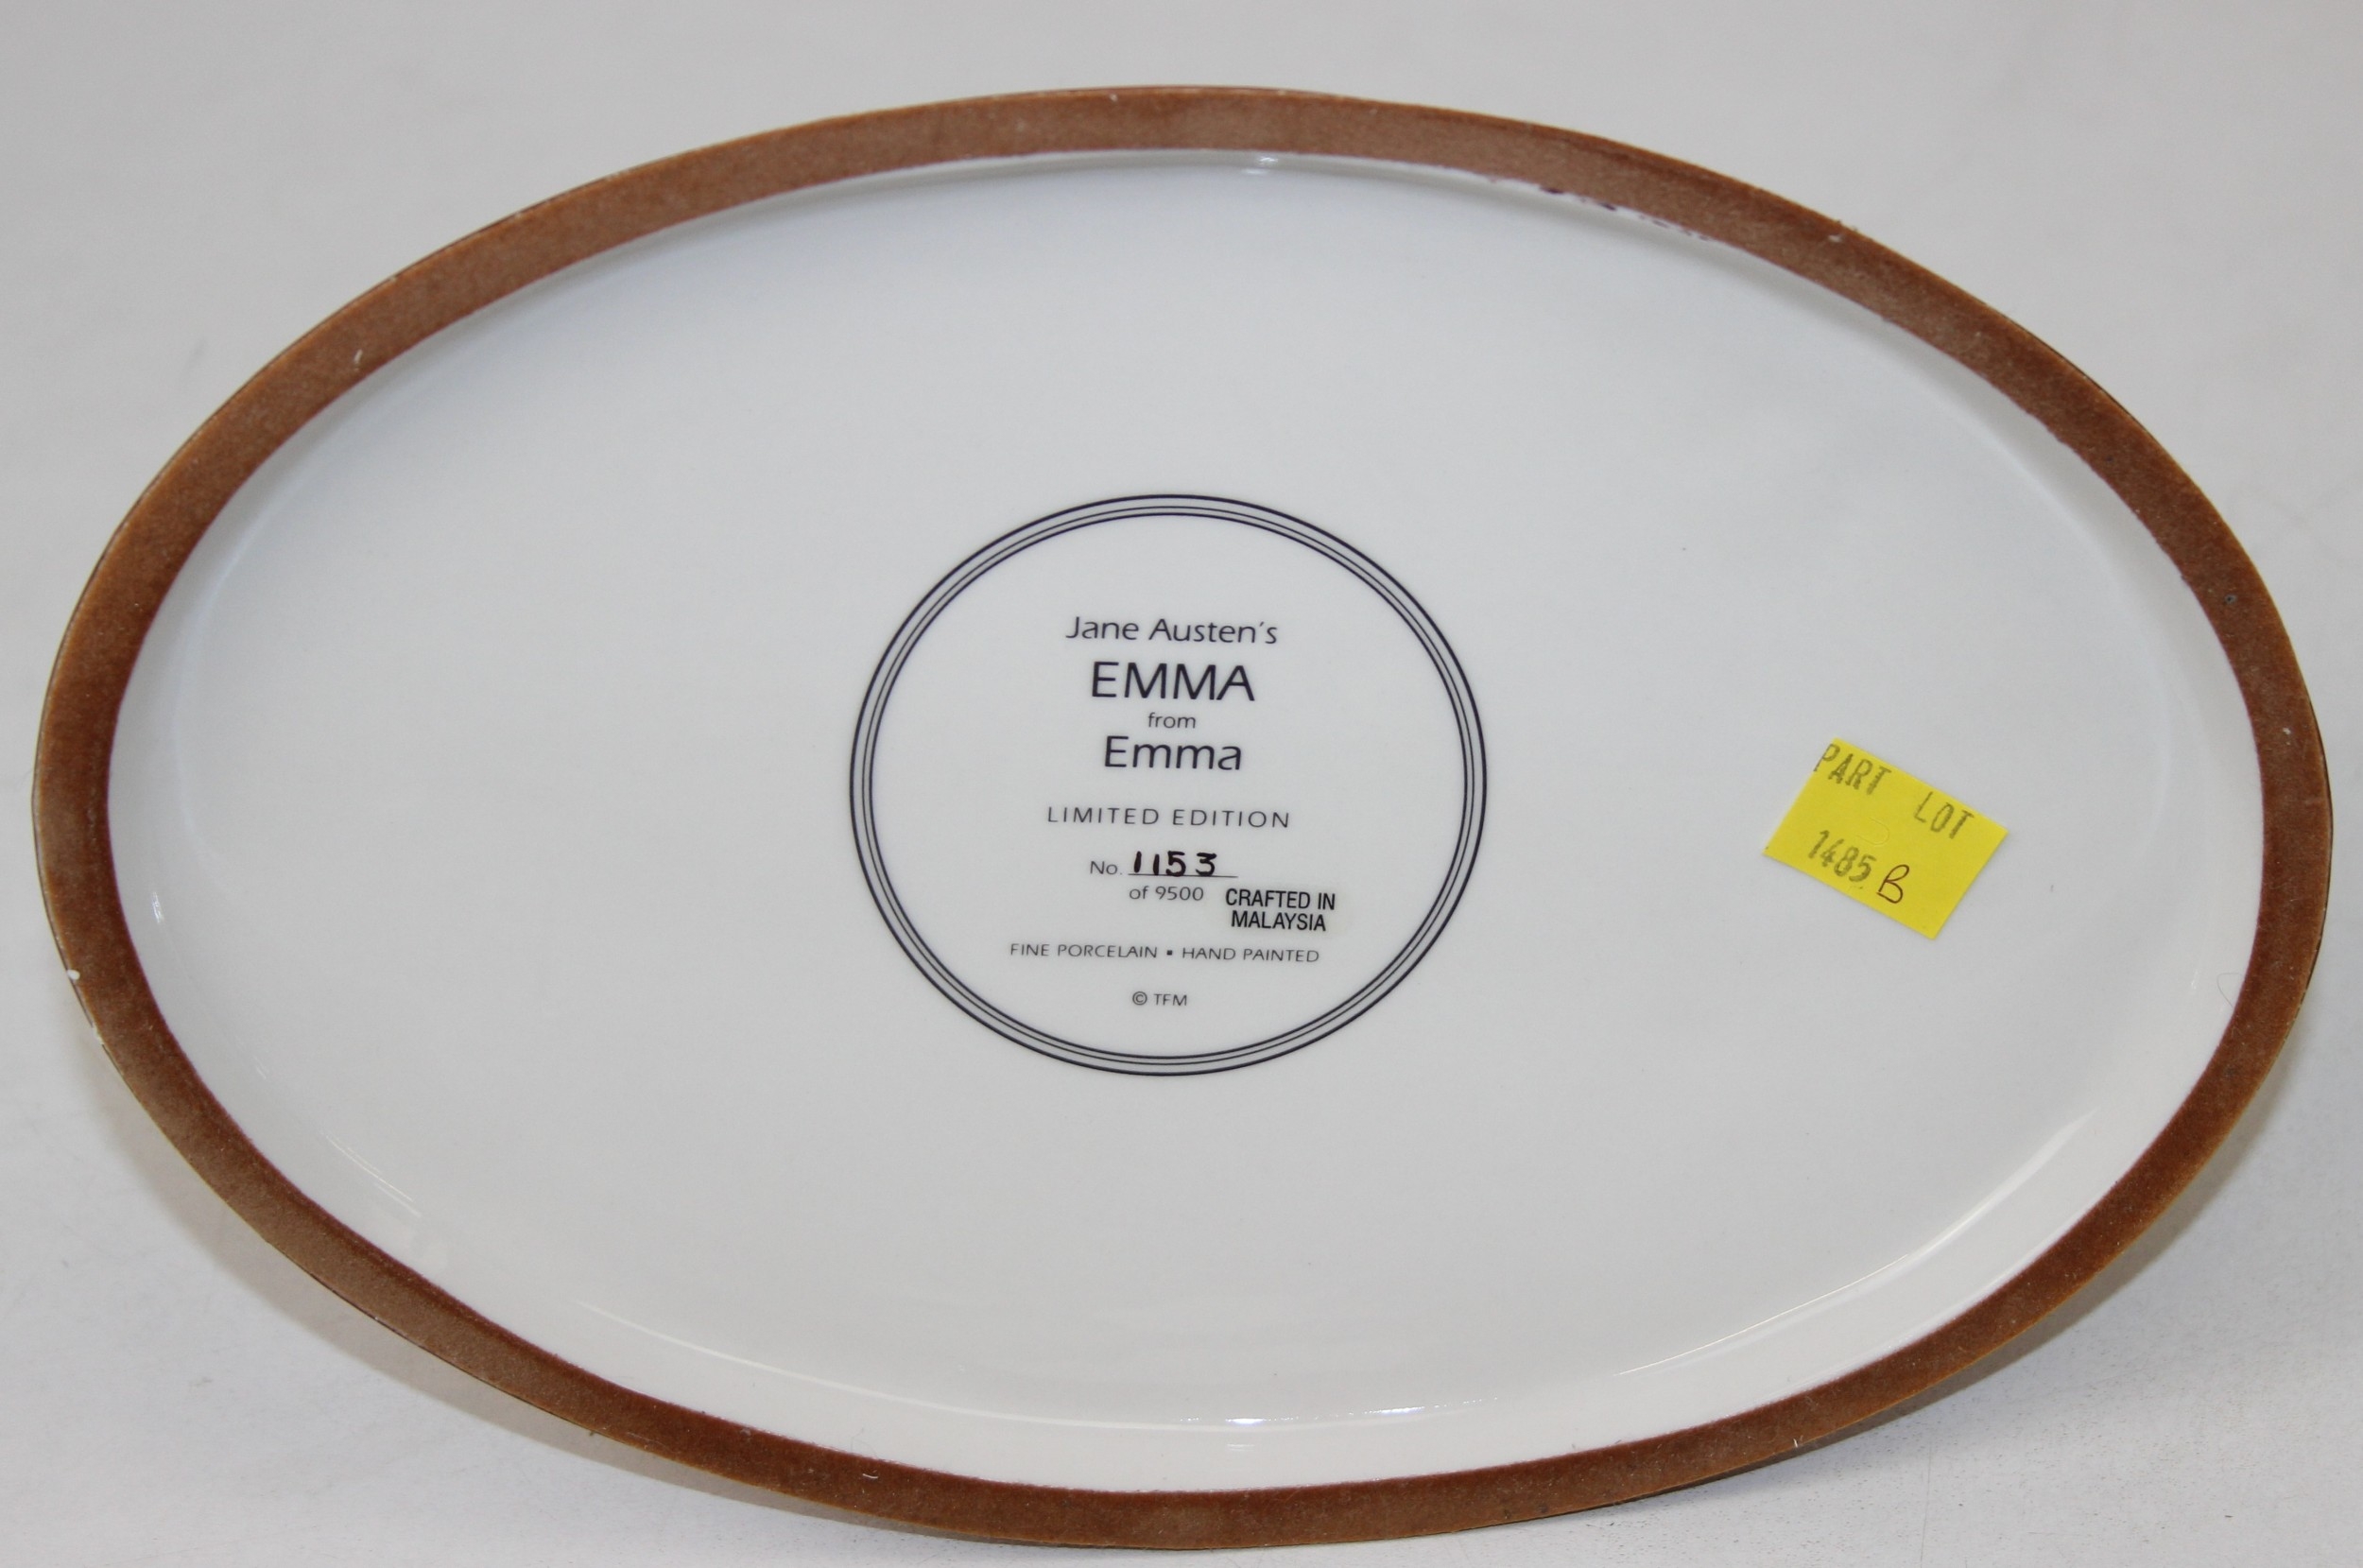 Jane Austen's
EMMA
from
Emma
LIMITED EDITION
No. 1153
of 9500
CRAFTED IN
MALAYSIA
FINE PORCELAIN ▪ HAND PAINTED
© TFM
PART LOT
1485 B